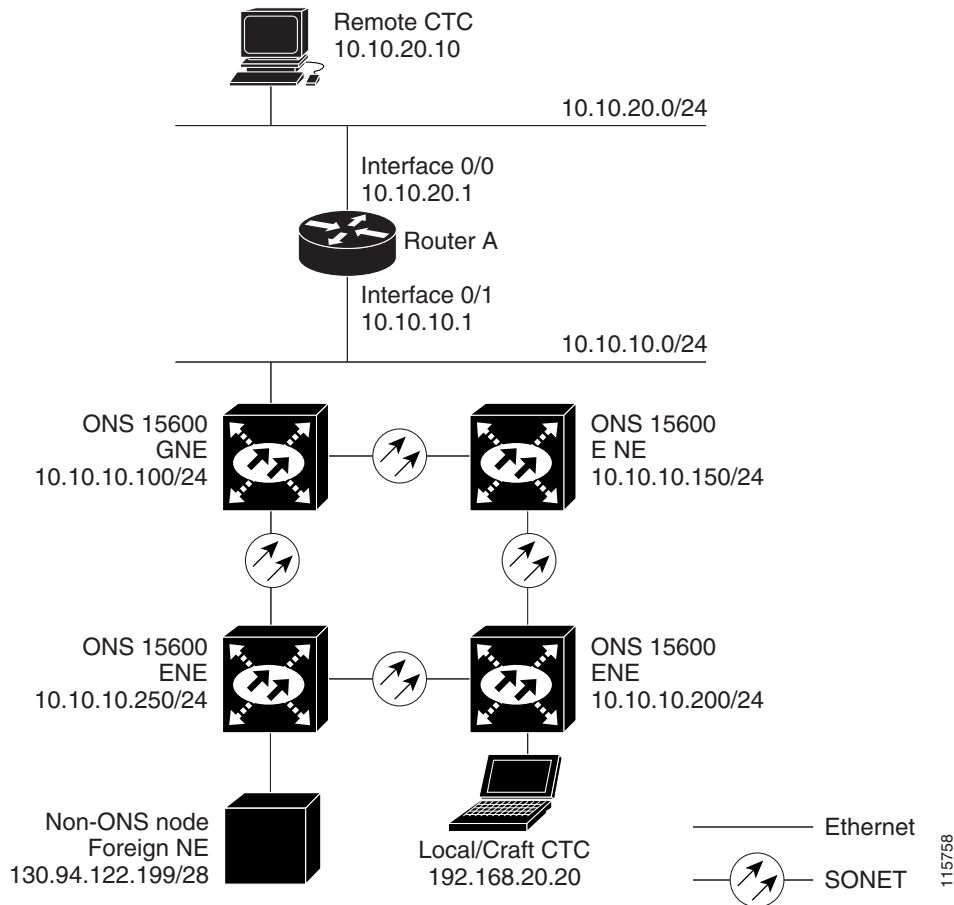 Remote CTC
10.10.20.10
10.10.20.0/24
Interface 0/0
10.10.20.1
Router A
Interface 0/1
10.10.10.1
10.10.10.0/24
ONS 15600
GNE
10.10.10.100/24
ONS 15600
E NE
10.10.10.150/24
ONS 15600
ENE
10.10.10.250/24
ONS 15600
ENE
10.10.10.200/24
Non-ONS node
Foreign NE
130.94.122.199/28
Local/Craft CTC
192.168.20.20
Ethernet
SONET
115758